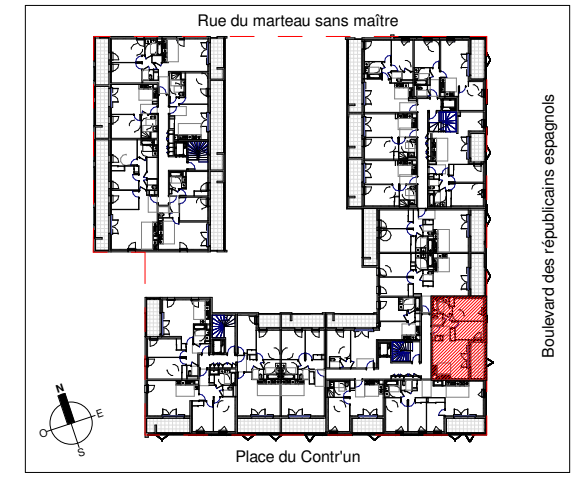 Rue du marteau sans maître
Boulevard des républicains espagnols
N
E
O
S
Place du Contr'un